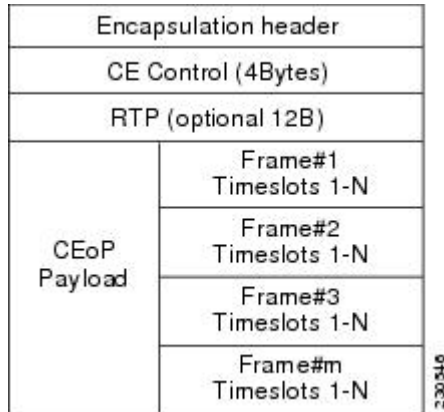 Encapsulation header
CE Control (4Bytes)
RTP (optional 12B)
CEoP
Payload
Frame#1
Timeslots 1-N
Frame#2
Timeslots 1-N
Frame#3
Timeslots 1-N
Frame#m
Timeslots 1-N
230546